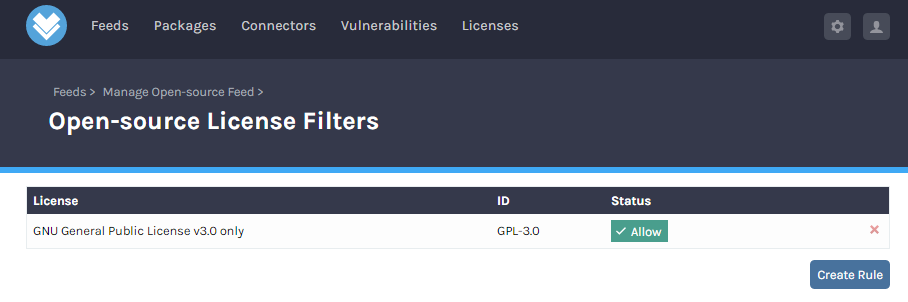 Feeds Packages Connectors Vulnerabilities Licenses
Feeds > Manage Open-source Feed >
Open-source License Filters
License ID Status
GNU General Public License v3.0 only GPL-3.0 Allow
Create Rule